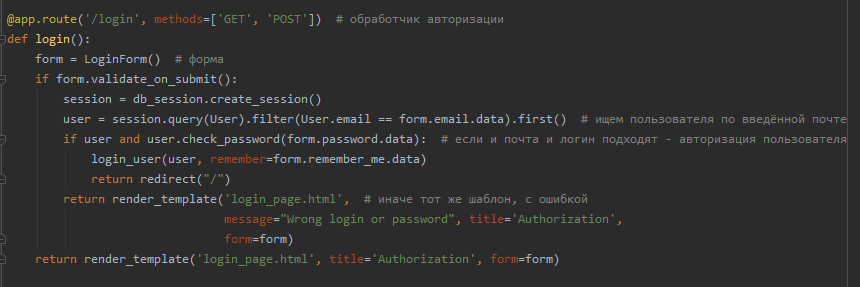 @app.route('/login', methods=['GET', 'POST'])  # обработчик авторизации
def login():
    form = LoginForm()  # форма
    if form.validate_on_submit():
        session = db_session.create_session()
        user = session.query(User).filter(User.email == form.email.data).first()  # ищем пользователя по введённой почте
        if user and user.check_password(form.password.data):  # если и почта и логин подходят - авторизация пользователя
            login_user(user, remember=form.remember_me.data)
            return redirect("/")
        return render_template('login_page.html',  # иначе тот же шаблон, с ошибкой
                               message="Wrong login or password", title='Authorization',
                               form=form)
    return render_template('login_page.html', title='Authorization', form=form)